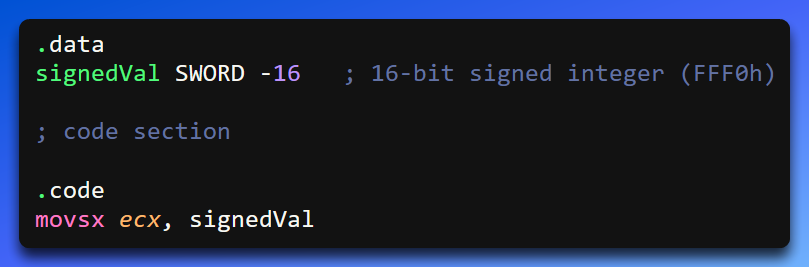 .data
signedVal SWORD -16   ; 16-bit signed integer (FFF0h)
; code section
.code
movsx ecx, signedVal